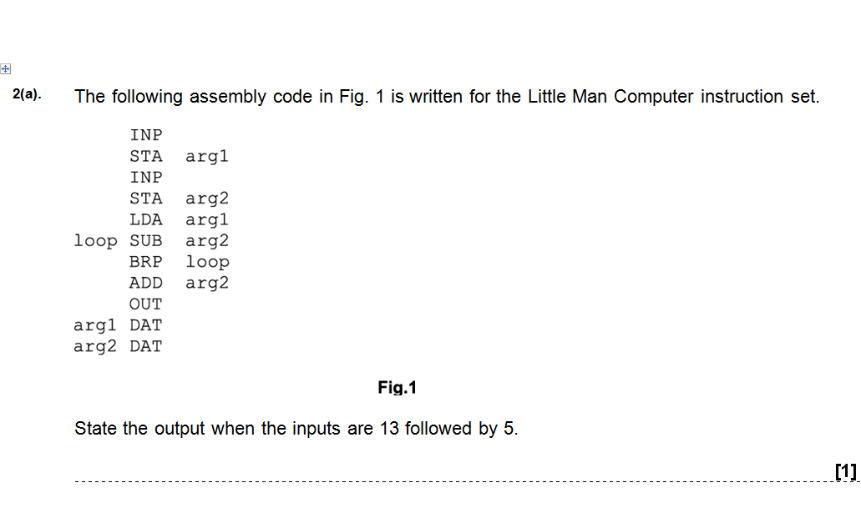 2(a). The following assembly code in Fig. 1 is written for the Little Man Computer instruction set.
INP
STA arg1
INP
STA arg2
LDA arg1
loop SUB arg2
BRP loop
ADD arg2
OUT
arg1 DAT
arg2 DAT
Fig.1
State the output when the inputs are 13 followed by 5.
[1]